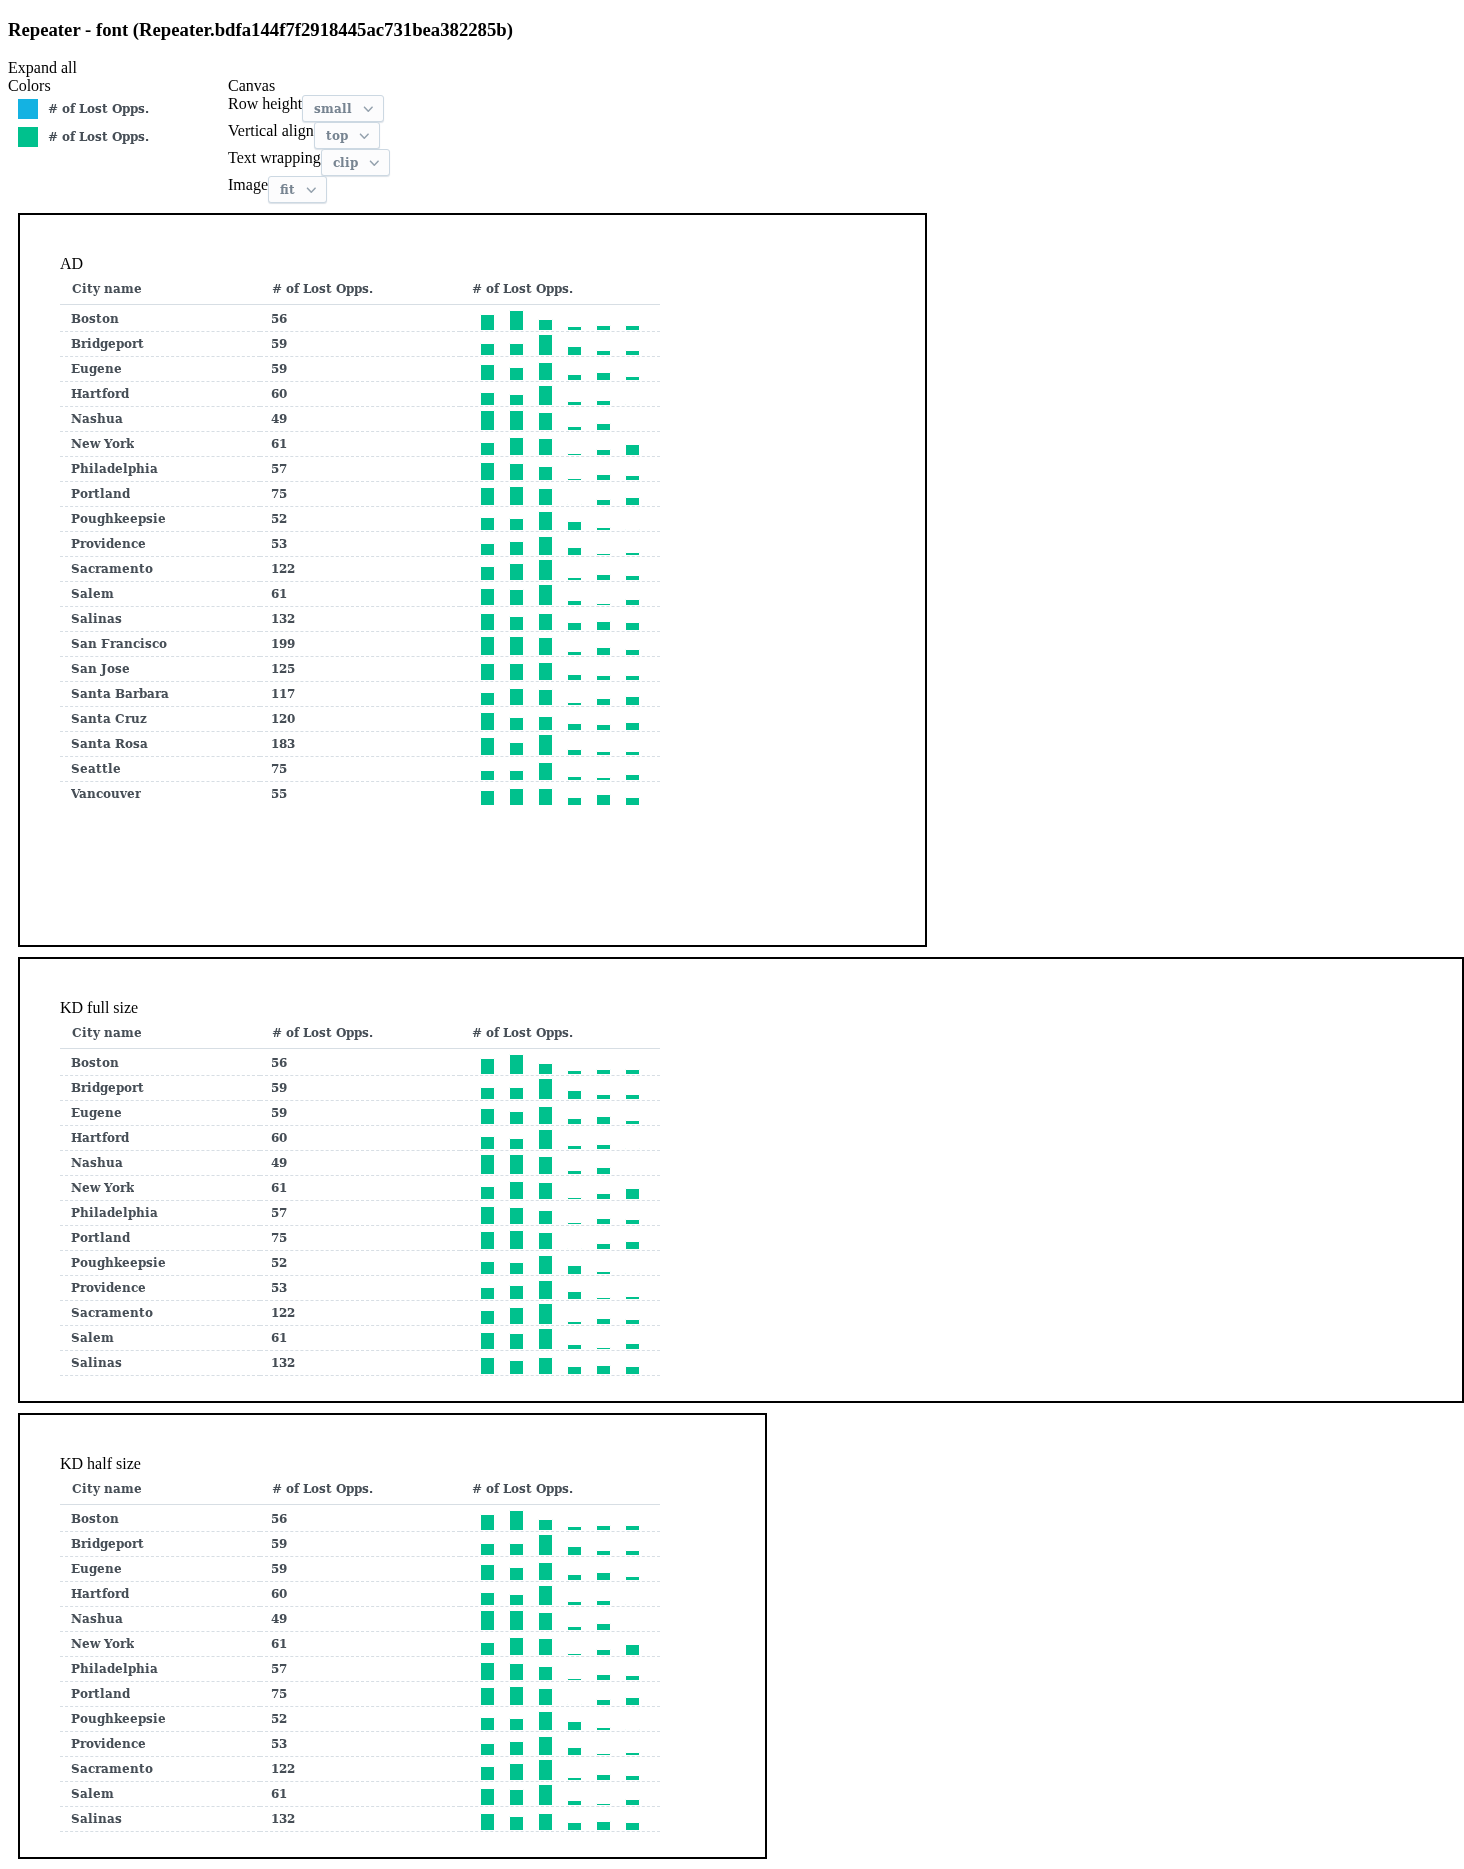 Repeater - font (Repeater.bdfa144f7f2918445ac731bea382285b)
Expand all
Colors
# of Lost Opps.
# of Lost Opps.
Canvas
Row height small
Vertical align top
Text wrapping clip
Image fit
AD
City name # of Lost Opps. # of Lost Opps.
Boston 56
Bridgeport 59
Eugene 59
Hartford 60
Nashua 49
New York 61
Philadelphia 57
Portland 75
Poughkeepsie 52
Providence 53
Sacramento 122
Salem 61
Salinas 132
San Francisco 199
San Jose 125
Santa Barbara 117
Santa Cruz 120
Santa Rosa 183
Seattle 75
Vancouver 55
KD full size
City name # of Lost Opps. # of Lost Opps.
Boston 56
Bridgeport 59
Eugene 59
Hartford 60
Nashua 49
New York 61
Philadelphia 57
Portland 75
Poughkeepsie 52
Providence 53
Sacramento 122
Salem 61
Salinas 132
KD half size
City name # of Lost Opps. # of Lost Opps.
Boston 56
Bridgeport 59
Eugene 59
Hartford 60
Nashua 49
New York 61
Philadelphia 57
Portland 75
Poughkeepsie 52
Providence 53
Sacramento 122
Salem 61
Salinas 132